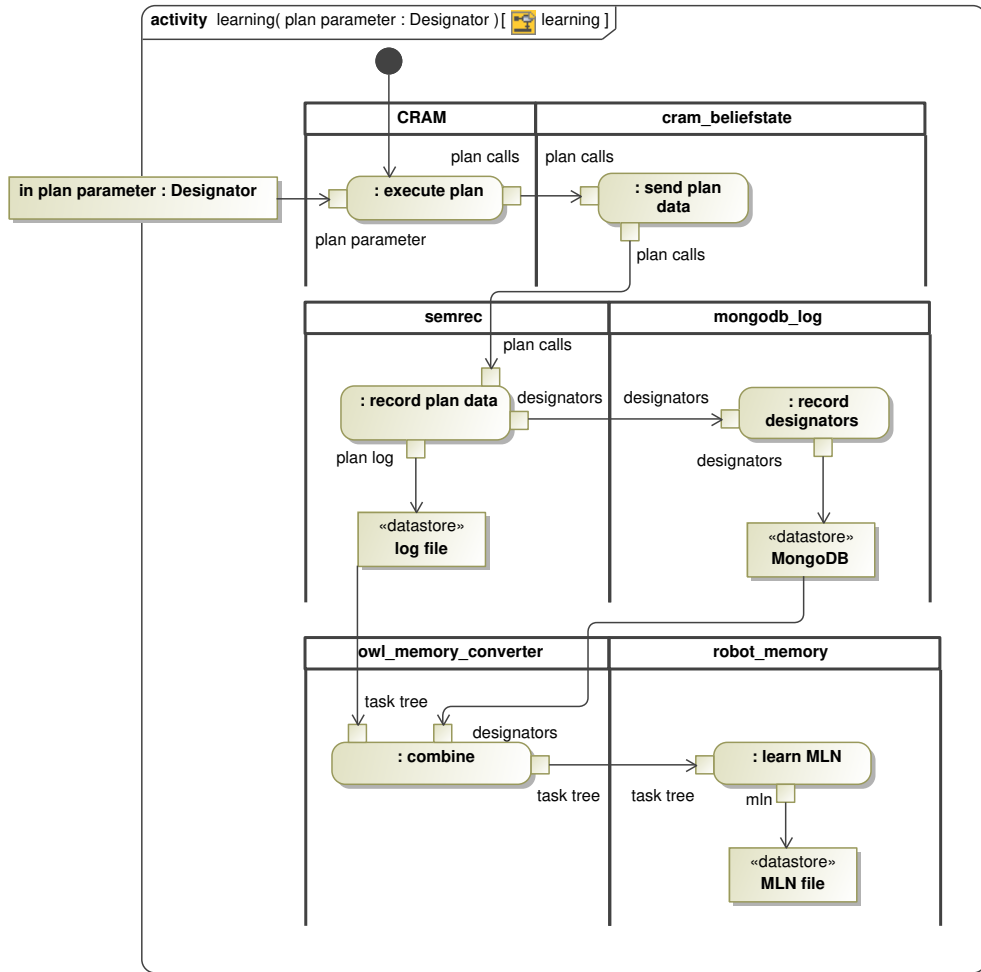 activity learning( plan parameter : Designator )[ learning ]
CRAM
cram_beliefstate
plan calls
plan calls
in plan parameter : Designator
: execute plan
: send plan
data
plan parameter
plan calls
semrec
mongodb_log
plan calls
: record plan data
designators
designators
: record
designators
plan log
designators
«datastore»
log file
«datastore»
MongoDB
owl_memory_converter
robot_memory
task tree
designators
: combine
: learn MLN
task tree
task tree
mln
«datastore»
MLN file